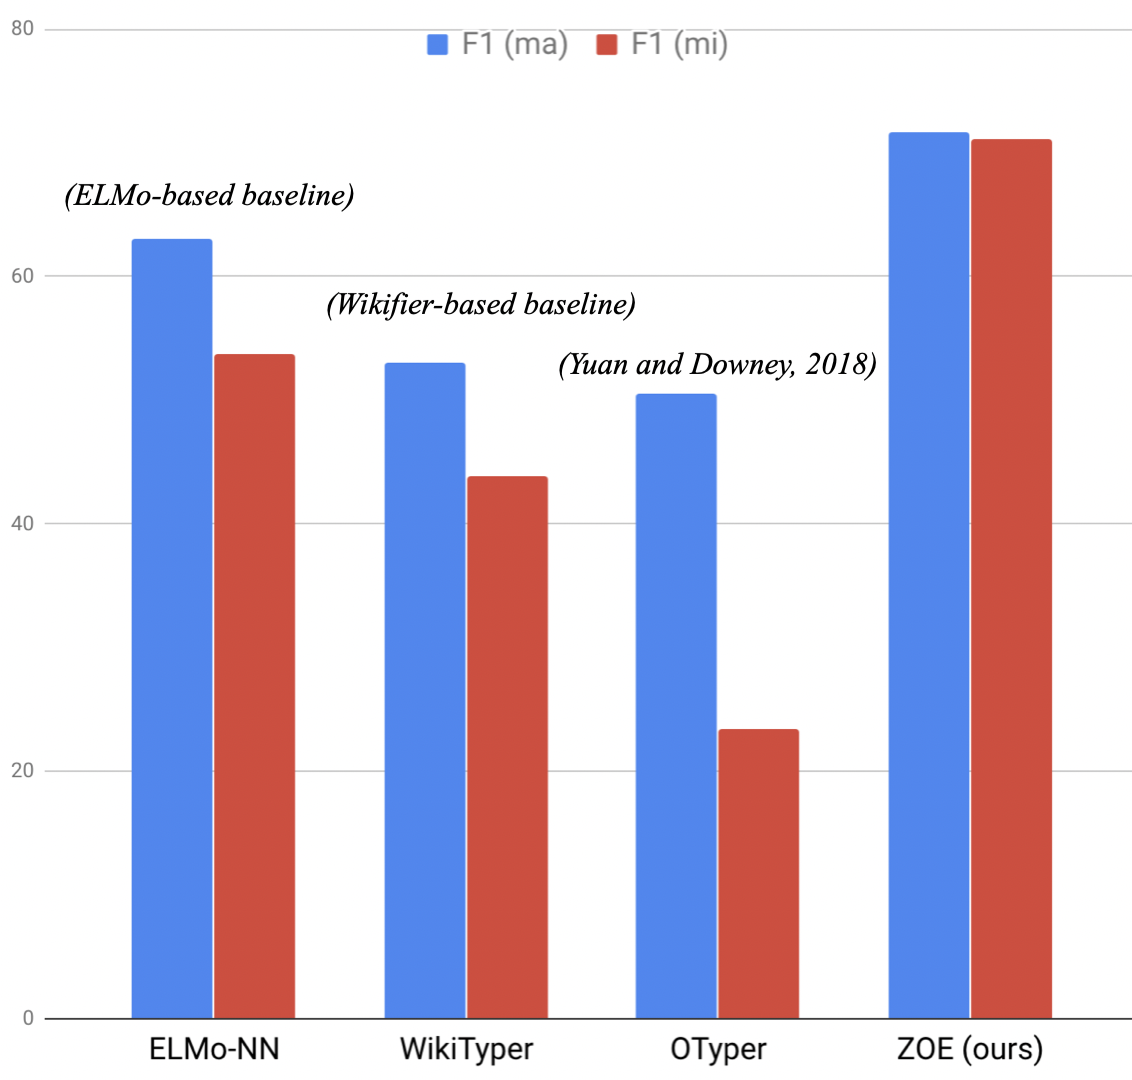 80
F1 (ma) F1 (mi)
(ELMo-based baseline)
60
(Wikifier-based baseline)
(Yuan and Downey, 2018)
40
20
0
ELMo-NN WikiTyper OTyper ZOE (ours)